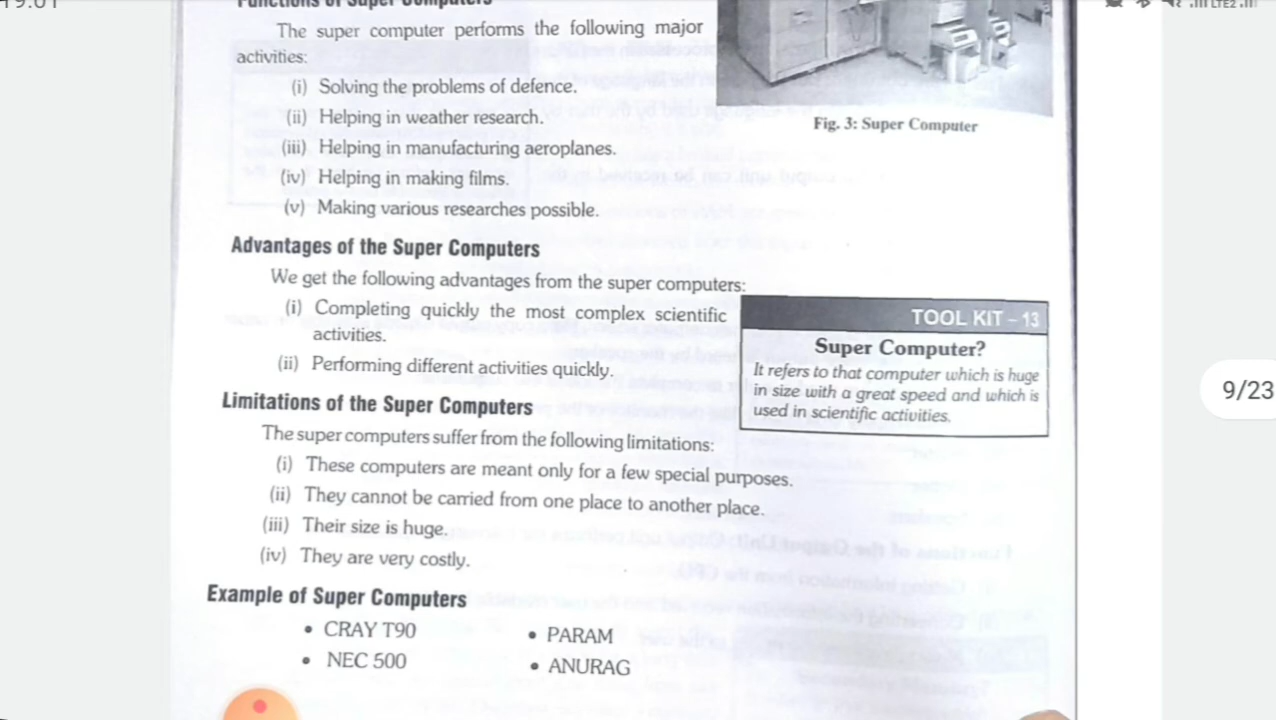 19:01
LTE2
Functions of Super Computers
The super computer performs the following major
activities:
(i) Solving the problems of defence.
(ii) Helping in weather research.
(iii) Helping in manufacturing aeroplanes.
(iv) Helping in making films.
(v) Making various researches possible.
Fig. 3: Super Computer
Advantages of the Super Computers
We get the following advantages from the super computers:
(i) Completing quickly the most complex scientific
activities.
(ii) Performing different activities quickly.
TOOL KIT – 13
Super Computer?
It refers to that computer which is huge
in size with a great speed and which is
used in scientific activities.
9/23
Limitations of the Super Computers
The super computers suffer from the following limitations:
(i) These computers are meant only for a few special purposes.
(ii) They cannot be carried from one place to another place.
(iii) Their size is huge.
(iv) They are very costly.
Example of Super Computers
• CRAY T90
• PARAM
• NEC 500
• ANURAG